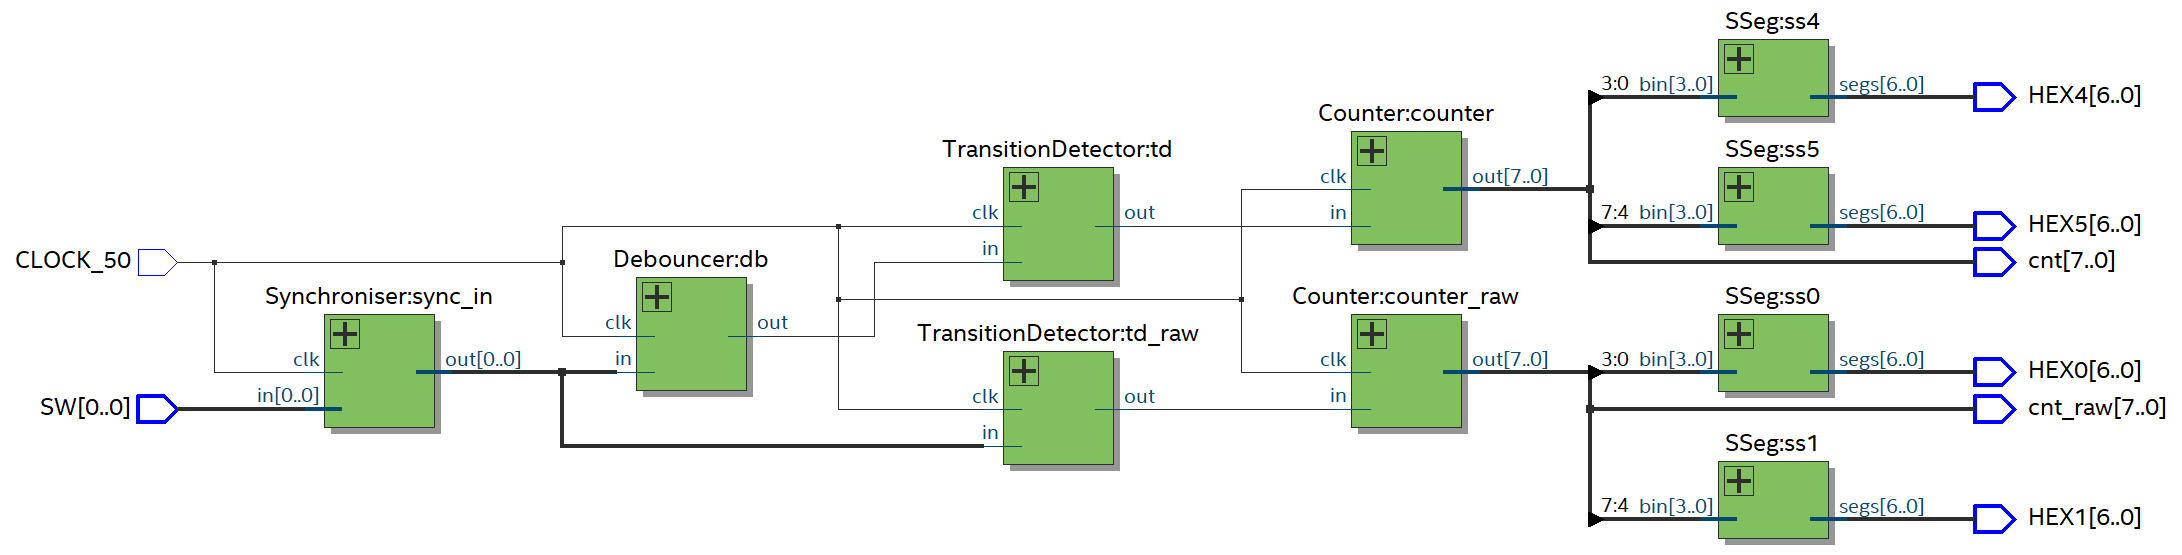 SSeg:ss4
3:0 bin[3..0] segs[6..0] HEX4[6..0]
Counter:counter
TransitionDetector:td
SSeg:ss5
clk out[7..0]
clk out in
7:4 bin[3..0] segs[6..0] HEX5[6..0]
in
CLOCK_50
Debouncer:db
cnt[7..0]
Synchroniser:sync_in
Counter:counter_raw
SSeg:ss0
clk out
TransitionDetector:td_raw
clk out[0..0]
in
clk out[7..0]
3:0 bin[3..0] segs[6..0] HEX0[6..0]
SW[0..0] in[0..0]
clk out in
cnt_raw[7..0]
in
SSeg:ss1
7:4 bin[3..0] segs[6..0] HEX1[6..0]